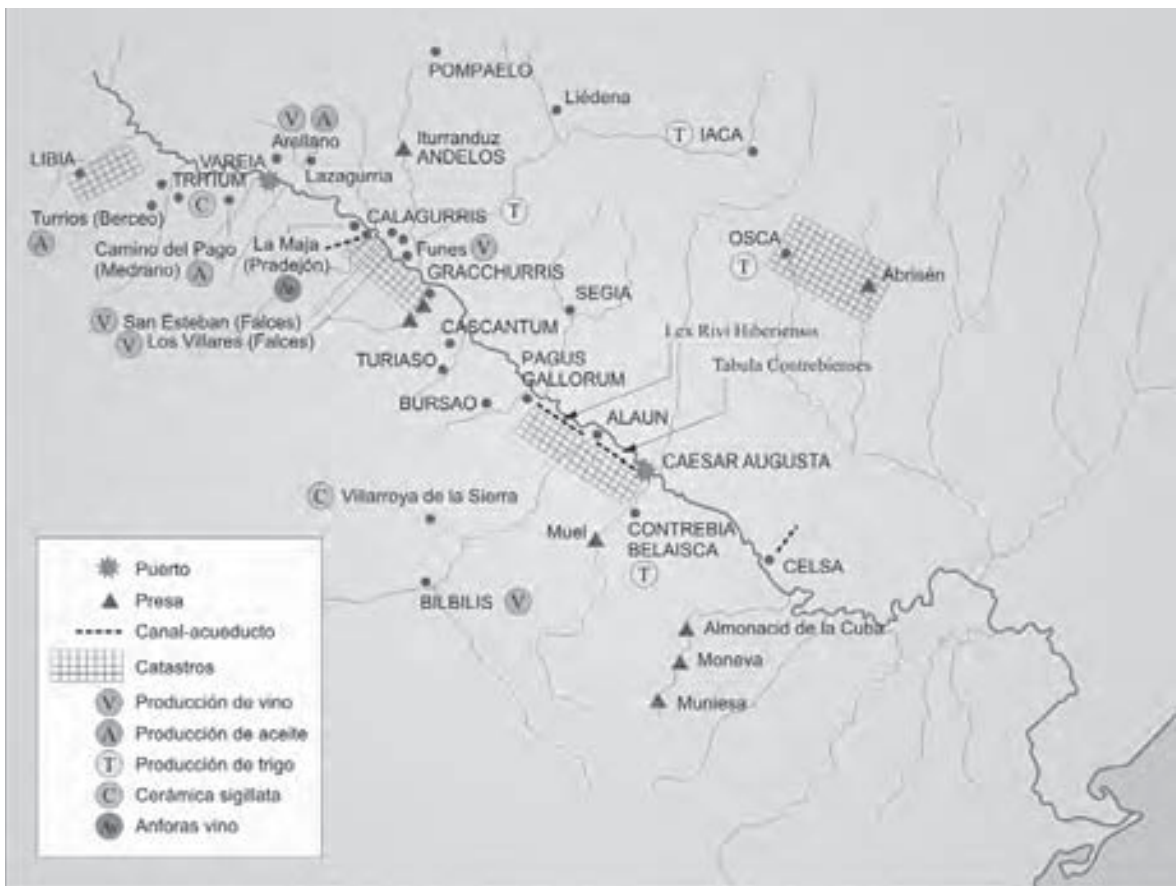 POMPAELO
Liédena
V A
Arellano
Iturranduz
ANDELOS
T IACA
LIBIA
VAREIA
Lazagurria
TRITIUM
C
T
Turrios (Berceo)
A
CALAGURRIS
Camino del Pago
(Medrano) A
La Maja
(Pradejón)
Funes V
OSCA
T
Abrisén
GRACCHURRIS
SEGIA
V San Esteban (Falces)
V Los Villares (Falces)
CASCANTUM
Lex Rivi Hiberiensis
TURIASO
PAGUS
GALLORUM
Tabula Contrebienses
BURSAO
ALAUN
CAESAR AUGUSTA
C Villarroya de la Sierra
Muel
CONTREBIA
BELAISCA
T
CELSA
BILBILIS V
Almonacid de la Cuba
Moneva
Muniesa
Puerto
Presa
Canal-acueducto
Catastros
V Producción de vino
A Producción de aceite
T Producción de trigo
C Cerámica sigillata
Anforas vino